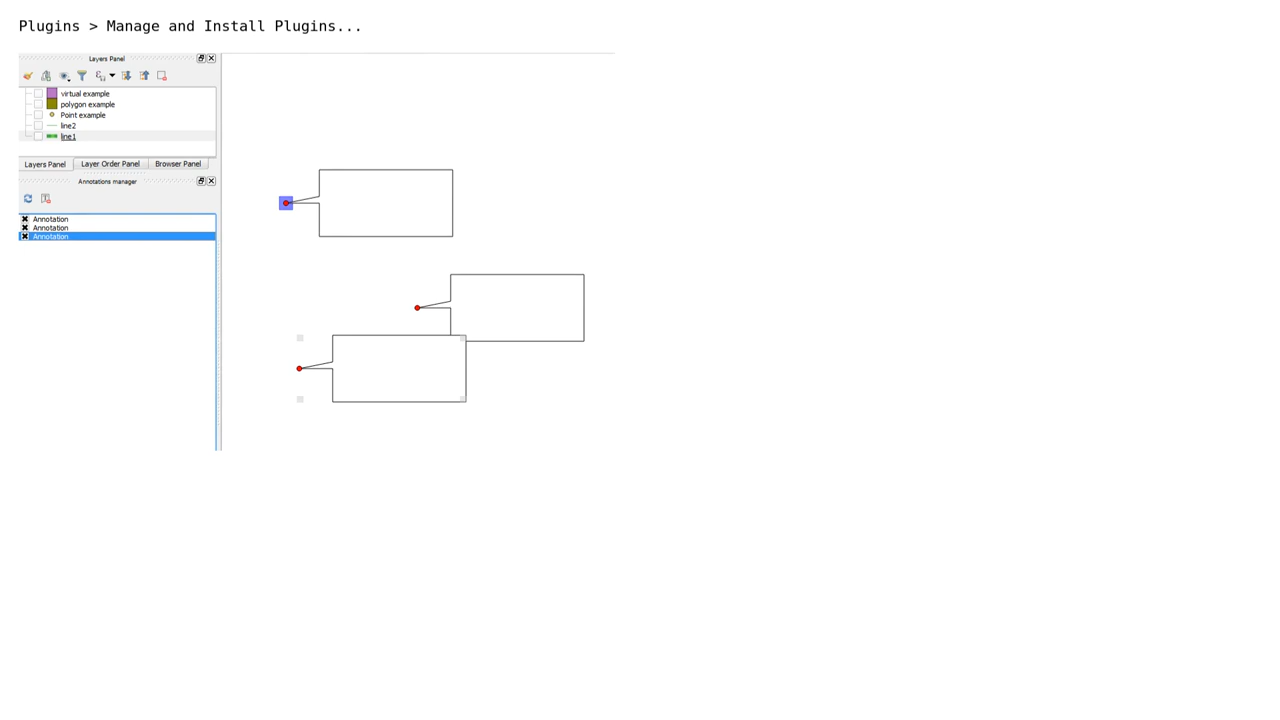 Plugins > Manage and Install Plugins...
Layers Panel
virtual example
polygon example
Point example
line2
line1
Layers Panel Layer Order Panel Browser Panel
Annotations manager
Annotation
Annotation
Annotation